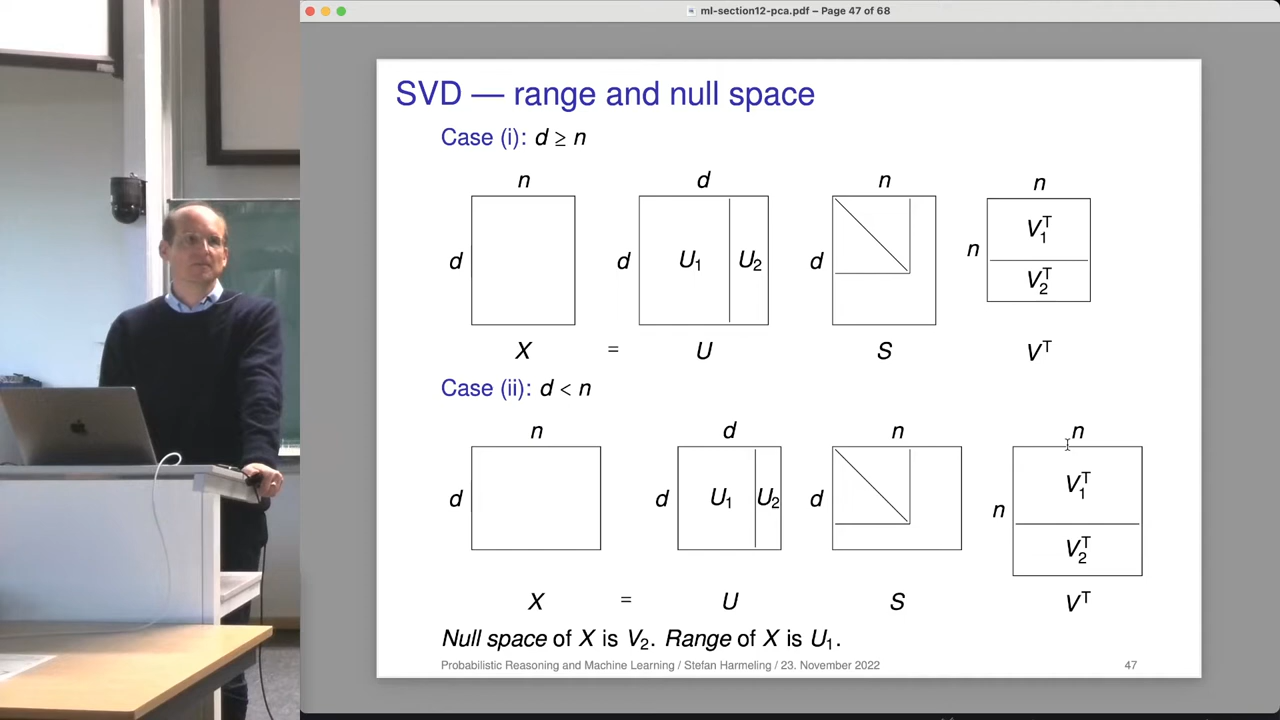 ml-section12-pca.pdf – Page 47 of 68
SVD — range and null space
Case (i): d ≥ n
n d n n
d d U₁ U₂ d n V₁ᵀ V₂ᵀ
X = U S Vᵀ
Case (ii): d < n
n d n n
d d U₁ U₂ d n V₁ᵀ V₂ᵀ
X = U S Vᵀ
Null space of X is V₂. Range of X is U₁.
Probabilistic Reasoning and Machine Learning / Stefan Harmeling / 23. November 2022 47